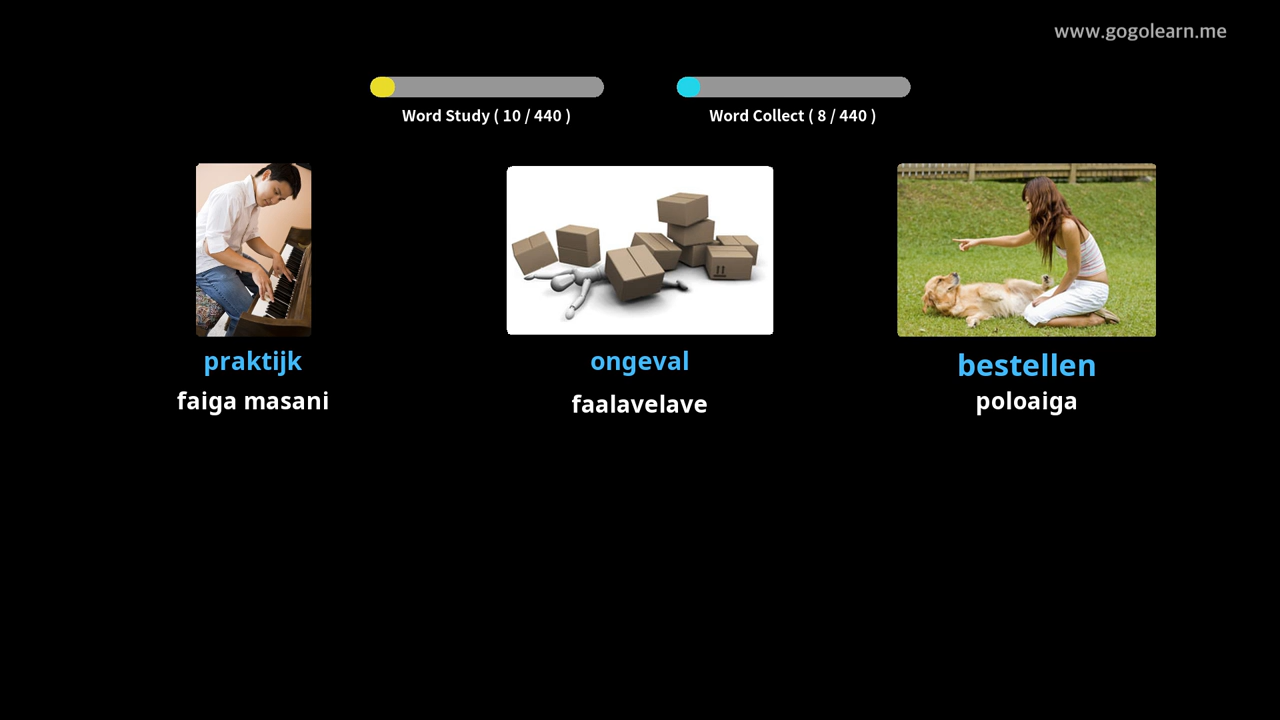 www.gogolearn.me
Word Study ( 10 / 440 )
Word Collect ( 8 / 440 )
praktijk
faiga masani
ongeval
faalavelave
bestellen
poloaiga